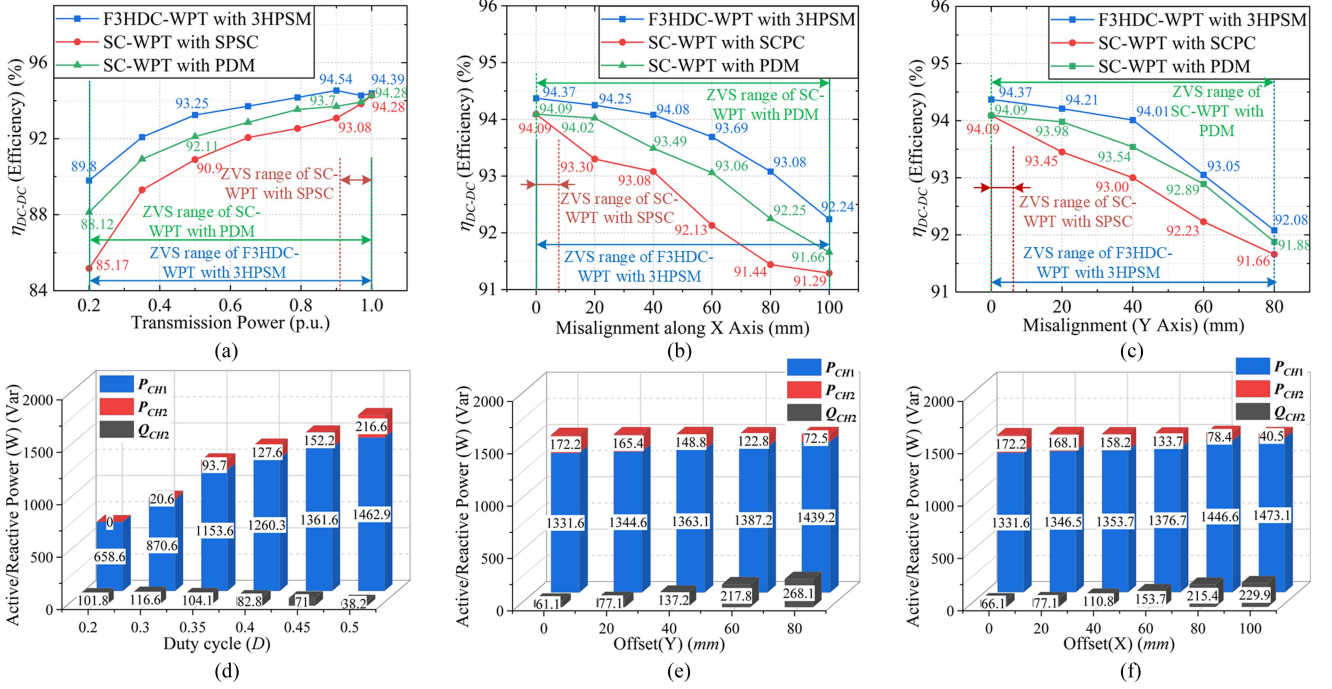 F3HDC-WPT with 3HPSM
SC-WPT with SPSC
SC-WPT with PDM
η_DC-DC (Efficiency) (%)
96
92
88
84
94.54
94.39
94.28
94.28
93.25
93.7
93.08
92.11
90.9
89.8
88.12
85.17
ZVS range of SC-
WPT with SPSC
ZVS range of SC-
WPT with PDM
ZVS range of F3HDC-
WPT with 3HPSM
0.2 0.4 0.6 0.8 1.0
Transmission Power (p.u.)
(a)
F3HDC-WPT with 3HPSM
SC-WPT with SCPC
SC-WPT with PDM
η_DC-DC (Efficiency) (%)
96
95
94
93
92
91
ZVS range of SC-
WPT with PDM
94.37
94.25
94.08
93.69
93.08
92.24
94.09
94.02
93.49
93.06
92.25
91.66
94.09
93.30
93.08
92.13
91.44
91.29
ZVS range of SC-
WPT with SPSC
ZVS range of F3HDC-
WPT with 3HPSM
0 20 40 60 80 100
Misalignment along X Axis (mm)
(b)
F3HDC-WPT with 3HPSM
SC-WPT with SCPC
SC-WPT with PDM
η_DC-DC (Efficiency) (%)
96
95
94
93
92
91
ZVS range of
SC-WPT with
PDM
94.37
94.21
94.01
93.05
92.08
94.09
93.98
93.54
92.89
91.88
94.09
93.45
93.00
92.23
91.66
ZVS range of SC-
WPT with SPSC
ZVS range of F3HDC-
WPT with 3HPSM
0 20 40 60 80
Misalignment (Y Axis) (mm)
(c)
P_CH1
P_CH2
Q_CH2
Active/Reactive Power (W) (Var)
2000
1500
1000
500
0
0 20.6 93.7 127.6 152.2 216.6
658.6 870.6 1153.6 1260.3 1361.6 1462.9
101.8 116.6 104.1 82.8 71 38.2
0.2 0.3 0.35 0.4 0.45 0.5
Duty cycle (D)
(d)
P_CH1
P_CH2
Q_CH2
Active/Reactive Power (W) (Var)
2000
1500
1000
500
0
172.2 165.4 148.8 122.8 72.5
1331.6 1344.6 1363.1 1387.2 1439.2
61.1 77.1 137.2 217.8 268.1
0 20 40 60 80
Offset(Y) (mm)
(e)
P_CH1
P_CH2
Q_CH2
Active/Reactive Power (W) (Var)
2000
1500
1000
500
0
172.2 168.1 158.2 133.7 78.4 40.5
1331.6 1346.5 1353.7 1376.7 1446.6 1473.1
66.1 77.1 110.8 153.7 215.4 229.9
0 20 40 60 80 100
Offset(X) (mm)
(f)